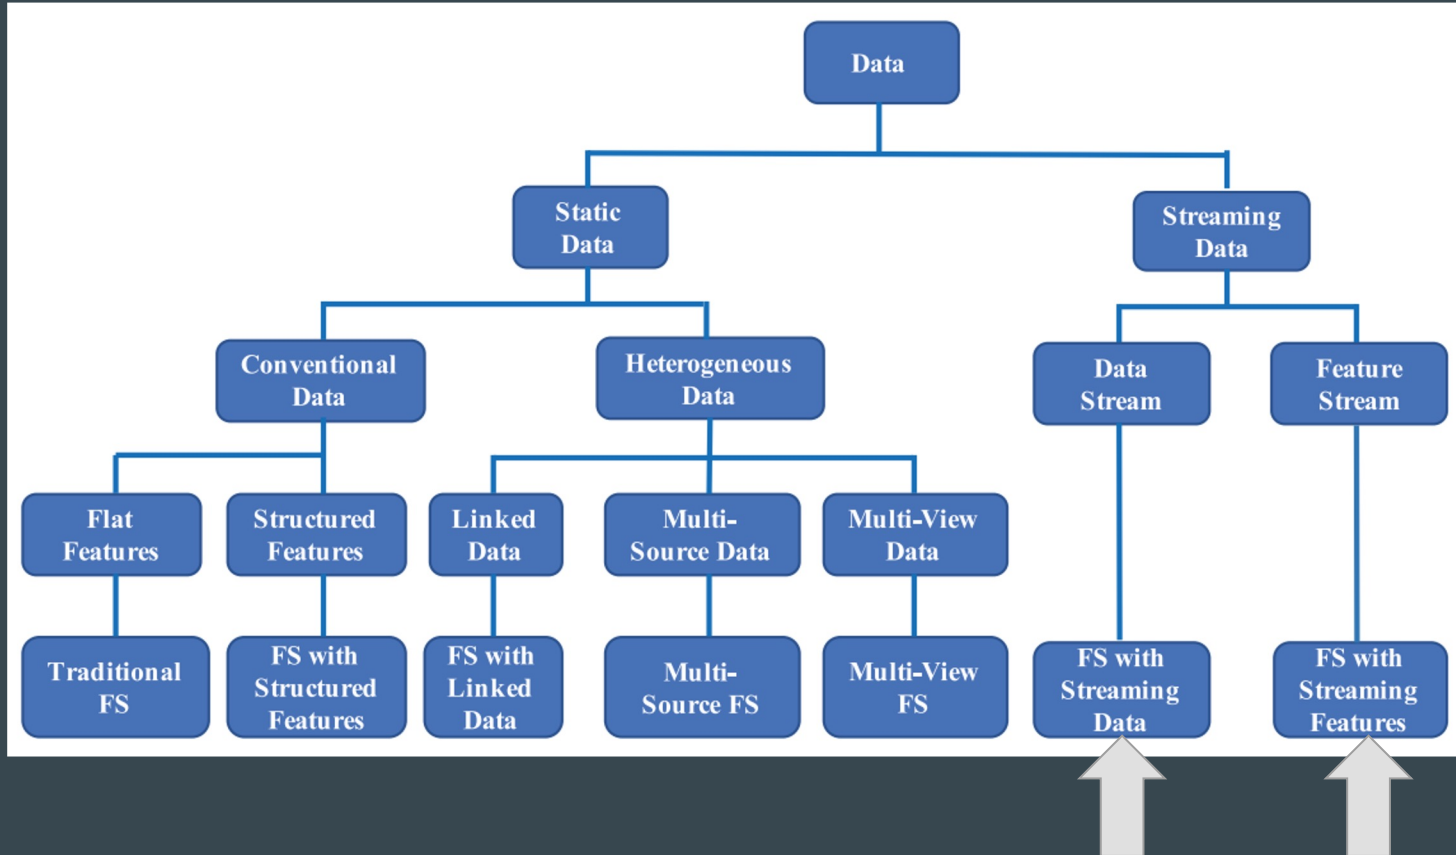 Data
Static
Data
Streaming
Data
Conventional
Data
Heterogeneous
Data
Data
Stream
Feature
Stream
Flat
Features
Structured
Features
Linked
Data
Multi-
Source Data
Multi-View
Data
Traditional
FS
FS with
Structured
Features
FS with
Linked
Data
Multi-
Source FS
Multi-View
FS
FS with
Streaming
Data
FS with
Streaming
Features